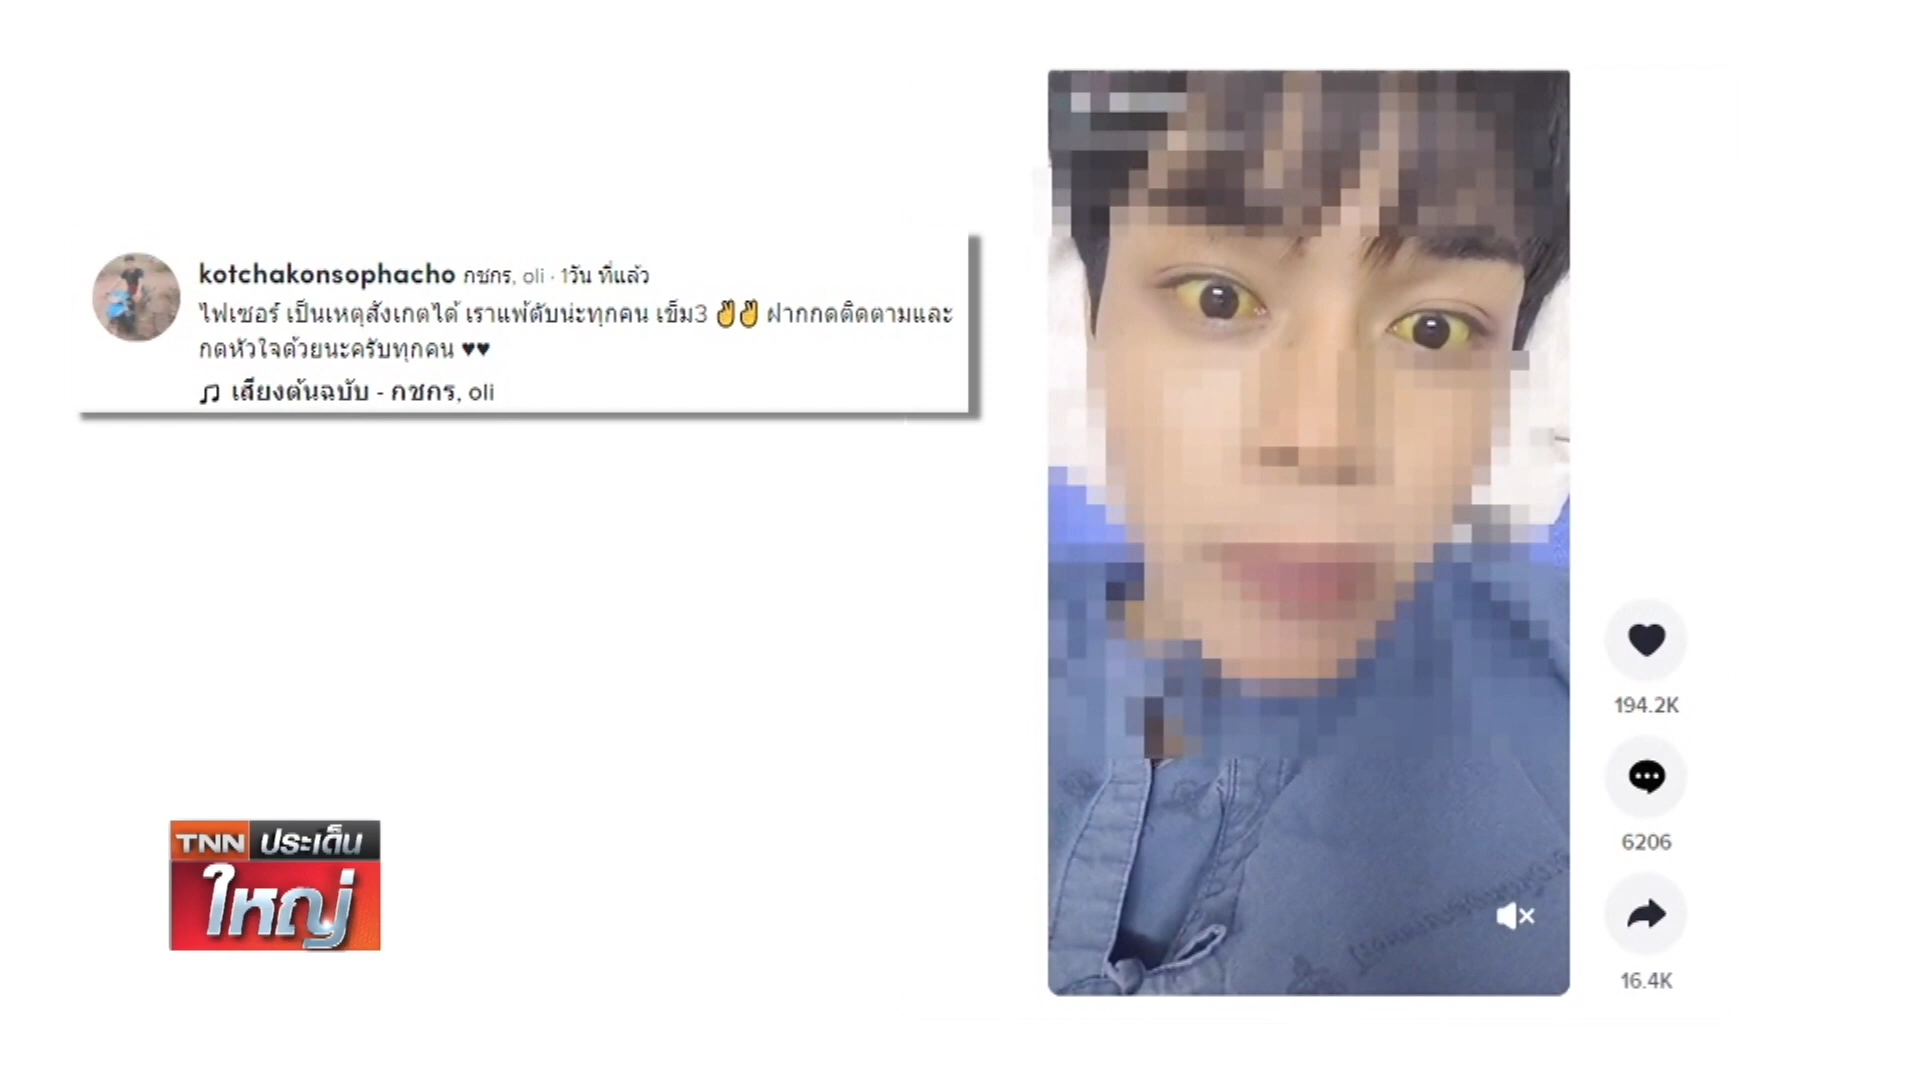 kotchakonsophacho กชกร, oli · 1วัน ที่แล้ว
ไฟเซอร์ เป็นเหตุสังเกตได้ เราแพ้ตับน่ะทุกคน เข็ม3 ✌✌ ฝากกดติดตามและ
กดหัวใจด้วยนะครับทุกคน ♥♥
♫ เสียงต้นฉบับ - กชกร, oli
194.2K
6206
16.4K
TNN ประเด็น
ใหญ่